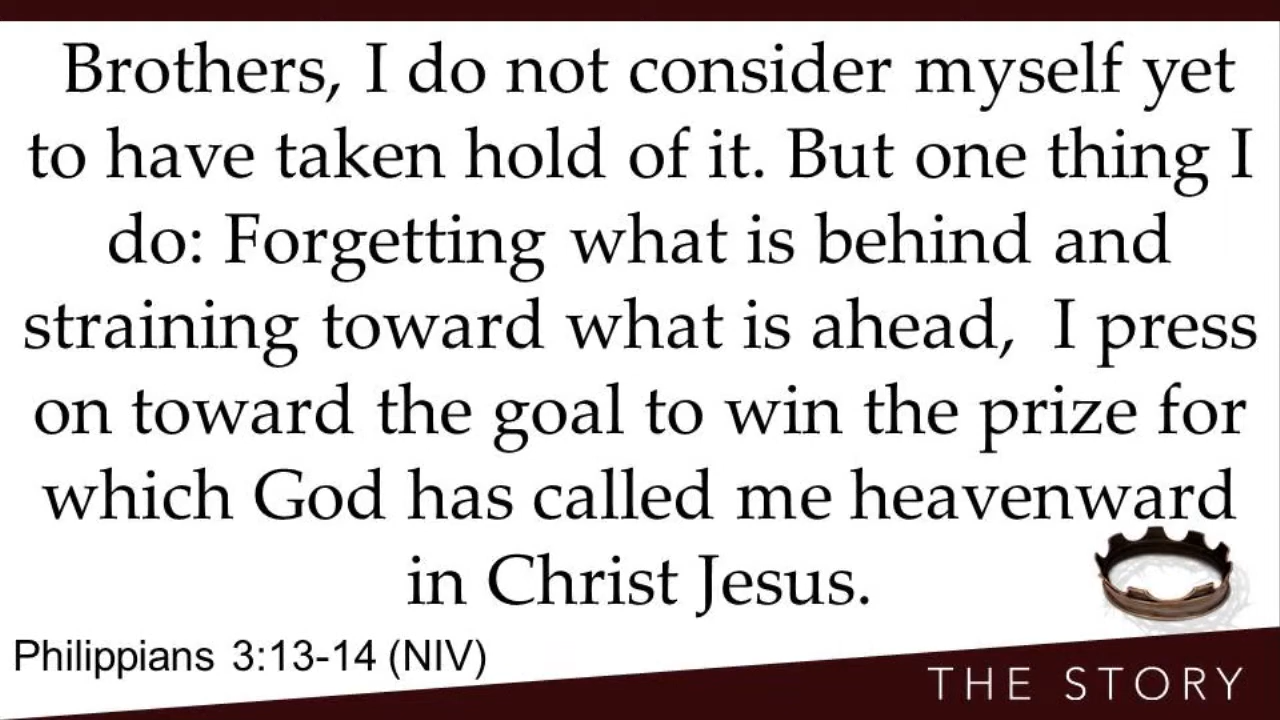 Brothers, I do not consider myself yet
to have taken hold of it. But one thing I
do: Forgetting what is behind and
straining toward what is ahead,  I press
on toward the goal to win the prize for
which God has called me heavenward
in Christ Jesus.
Philippians 3:13-14 (NIV)
THE STORY